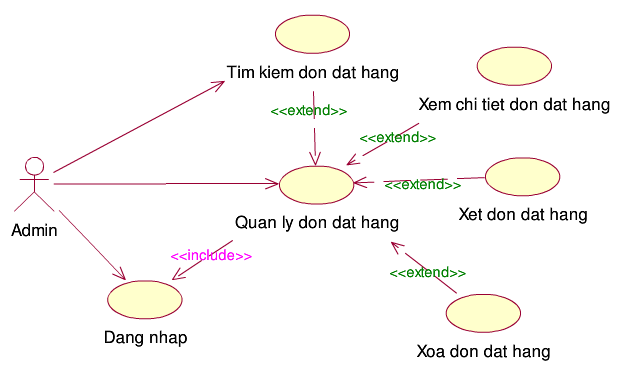 Tim kiem don dat hang
<<extend>>
Xem chi tiet don dat hang
<<extend>>
<<extend>>
Xet don dat hang
Admin
Quan ly don dat hang
<<include>>
<<extend>>
Dang nhap
Xoa don dat hang